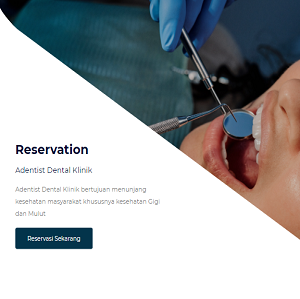 Reservation
Adentist Dental Klinik
Adentist Dental Klinik bertujuan menunjang
kesehatan masyarakat khususnya kesehatan Gigi
dan Mulut
Reservasi Sekarang